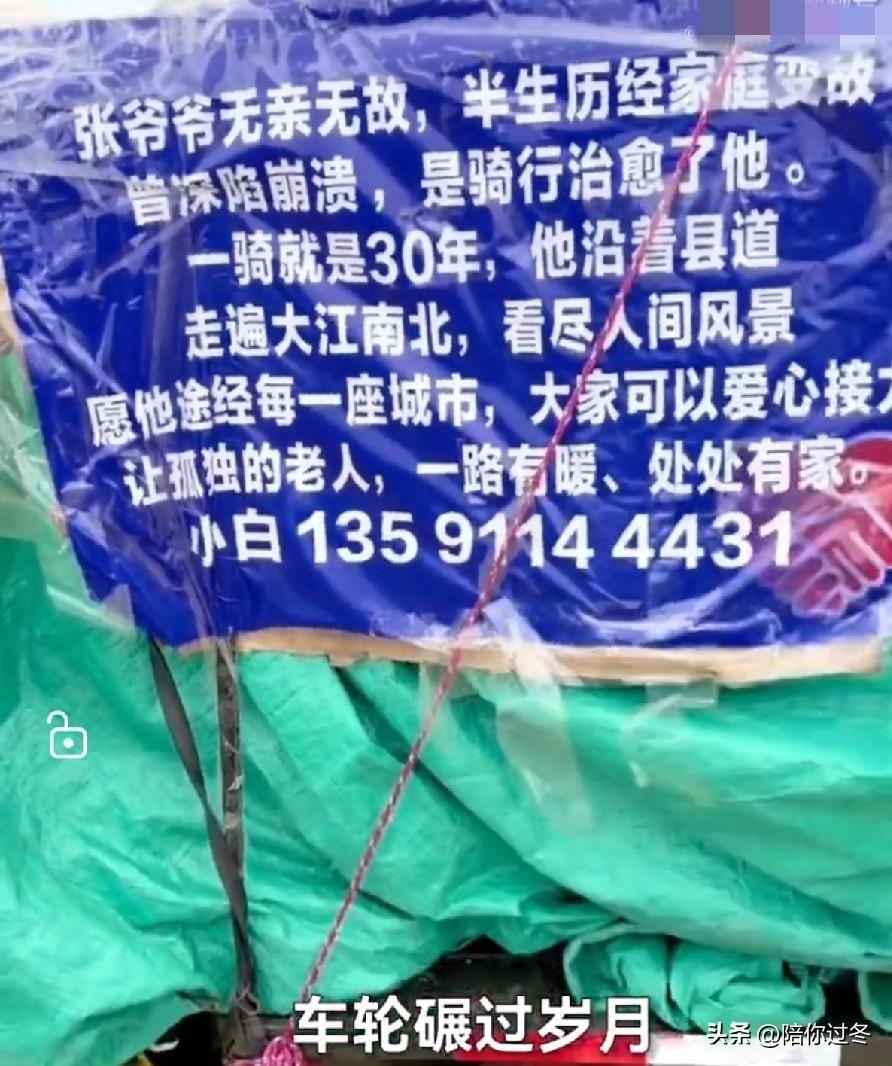 张爷爷无亲无故，半生历经家庭变故
曾深陷崩溃，是骑行治愈了他。
一骑就是30年，他沿着县道
走遍大江南北，看尽人间风景
愿他途经每一座城市，大家可以爱心接力
让孤独的老人，一路有暖、处处有家。
小白 135 9114 4431
车轮碾过岁月
头条 @陪你过冬